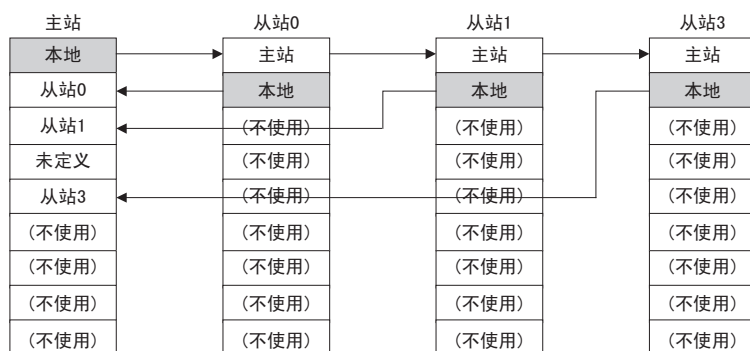 主站 从站0 从站1 从站3
本地 主站 主站 主站
从站0 本地 本地 本地
从站1 (不使用) (不使用) (不使用)
未定义 (不使用) (不使用) (不使用)
从站3 (不使用) (不使用) (不使用)
(不使用) (不使用) (不使用) (不使用)
(不使用) (不使用) (不使用) (不使用)
(不使用) (不使用) (不使用) (不使用)
(不使用) (不使用) (不使用) (不使用)